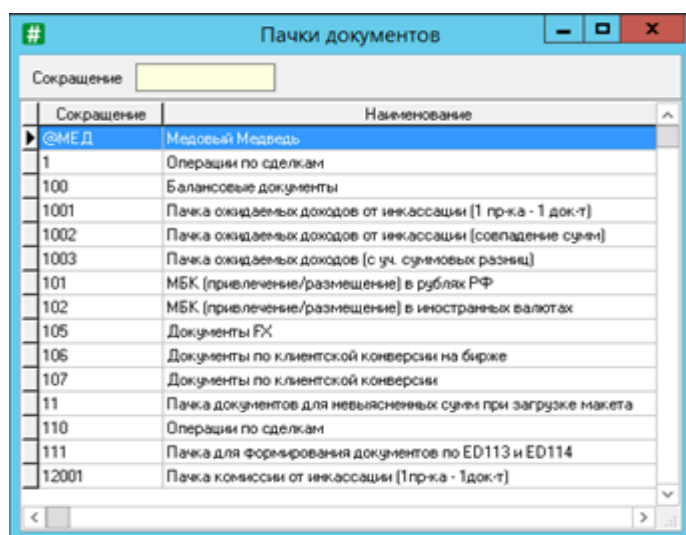 Пачки документов
Сокращение
Сокращение Наименование
@МЕД Медовый Медведь
1 Операции по сделкам
100 Балансовые документы
1001 Пачка ожидаемых доходов от инкассации (1 пр-ка - 1 док-т)
1002 Пачка ожидаемых доходов от инкассации (совпадение сумм)
1003 Пачка ожидаемых доходов (с уч. суммовых разниц)
101 МБК (привлечение/размещение) в рублях РФ
102 МБК (привлечение/размещение) в иностранных валютах
105 Документы FX
106 Документы по клиентской конверсии на бирже
107 Документы по клиентской конверсии
11 Пачка документов для невыясненных сумм при загрузке макета
110 Операции по сделкам
111 Пачка для формирования документов по ED113 и ED114
12001 Пачка комиссии от инкассации (1пр-ка - 1док-т)